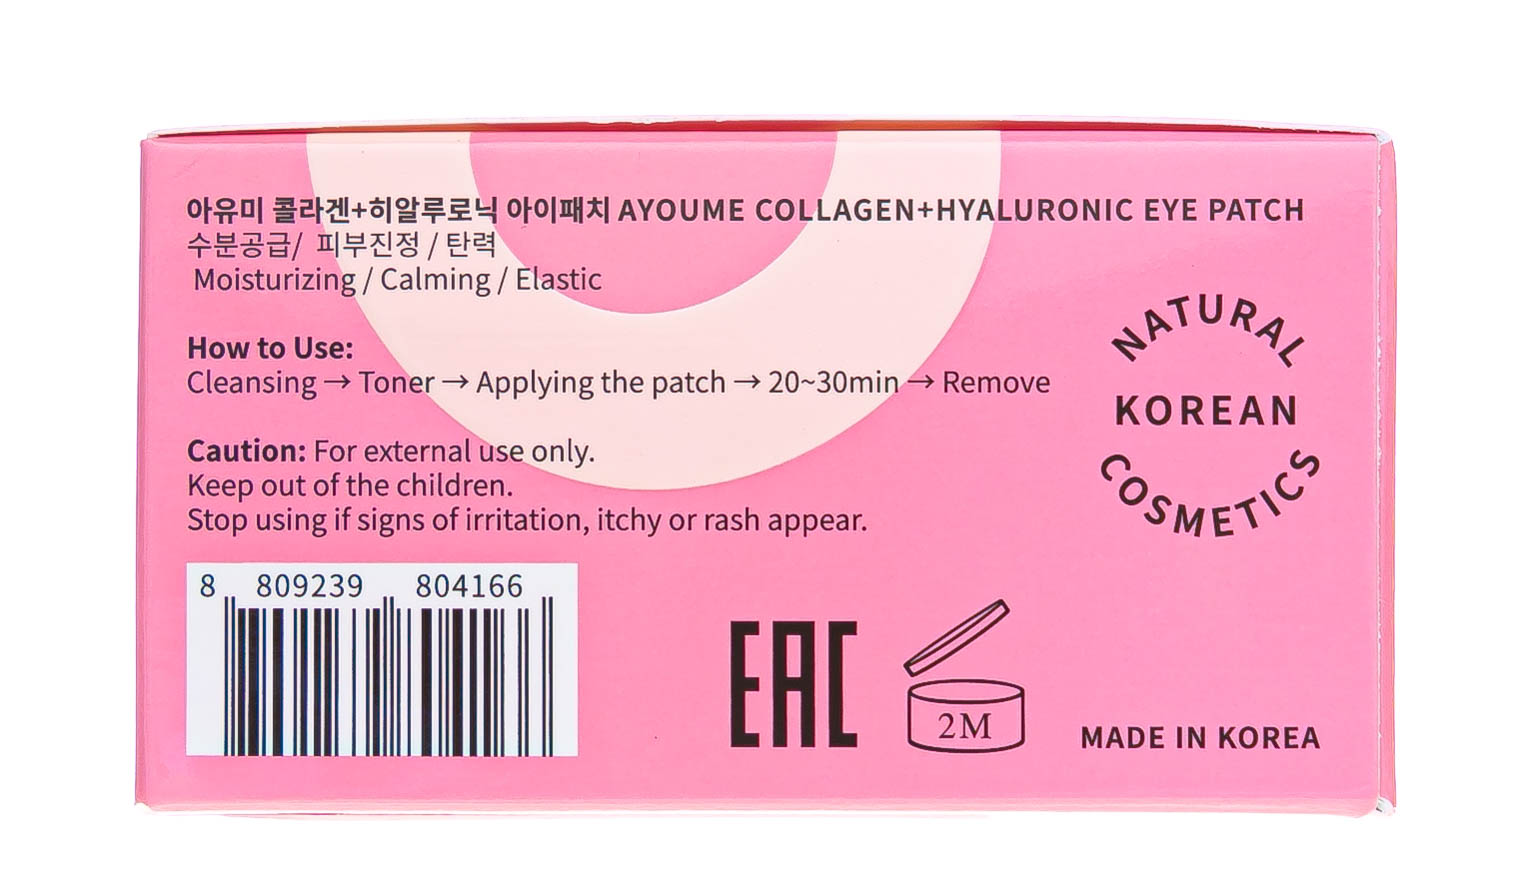 아유미 콜라겐+히알루로닉 아이패치 AYOUME COLLAGEN+HYALURONIC EYE PATCH
수분공급/ 피부진정 / 탄력
Moisturizing / Calming / Elastic
How to Use:
Cleansing → Toner → Applying the patch → 20~30min → Remove
Caution: For external use only.
Keep out of the children.
Stop using if signs of irritation, itchy or rash appear.
NATURAL
KOREAN
COSMETICS
8 809239 804166
EAC
2M
MADE IN KOREA